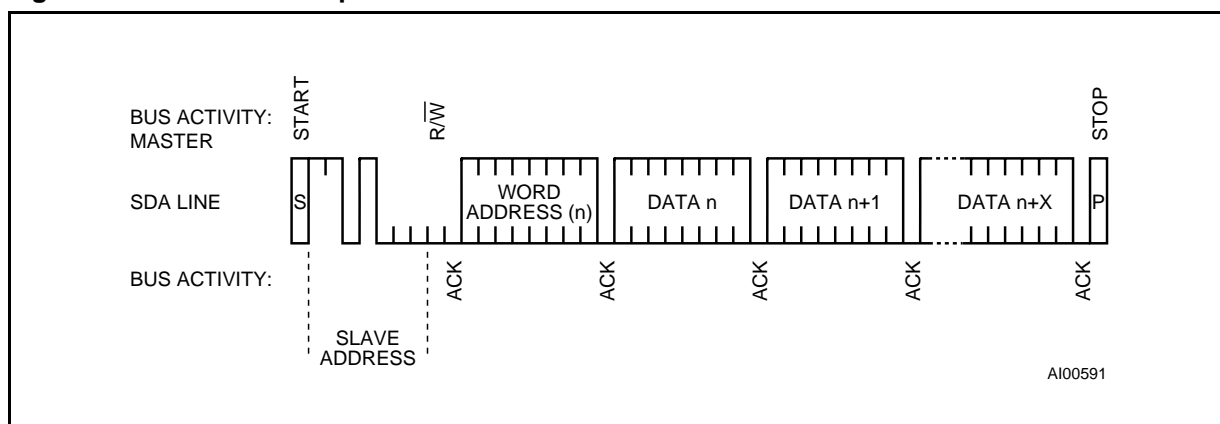 BUS ACTIVITY:
MASTER
START
R/W
STOP
SDA LINE
S
WORD
ADDRESS (n)
DATA n
DATA n+1
DATA n+X
P
BUS ACTIVITY:
ACK
ACK
ACK
ACK
ACK
SLAVE
ADDRESS
AI00591